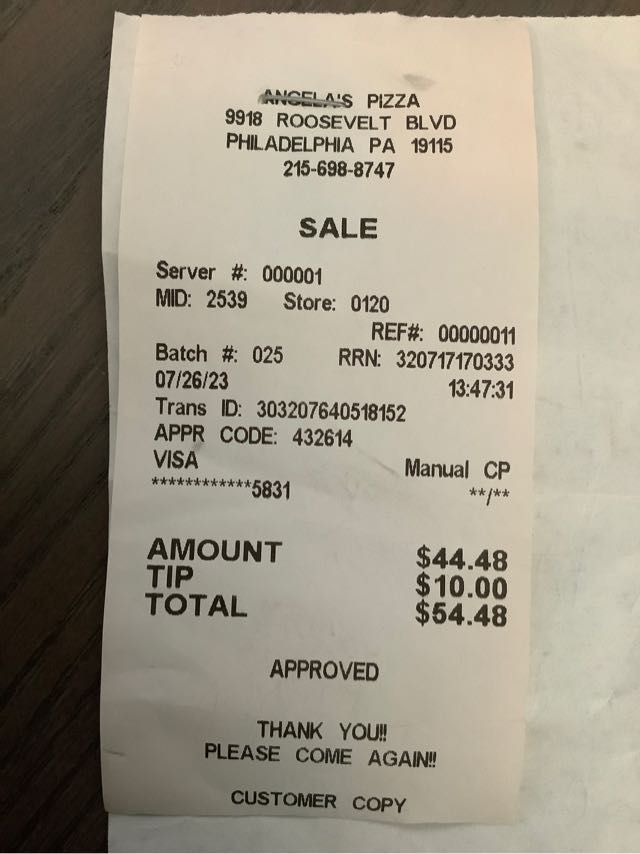 ANGELA'S PIZZA
9918 ROOSEVELT BLVD
PHILADELPHIA PA 19115
215-698-8747
SALE
Server #: 000001
MID: 2539 Store: 0120
REF#: 00000011
Batch #: 025 RRN: 320717170333
07/26/23 13:47:31
Trans ID: 303207640518152
APPR CODE: 432614
VISA Manual CP
************5831 **/**
AMOUNT $44.48
TIP $10.00
TOTAL $54.48
APPROVED
THANK YOU!!
PLEASE COME AGAIN!!
CUSTOMER COPY